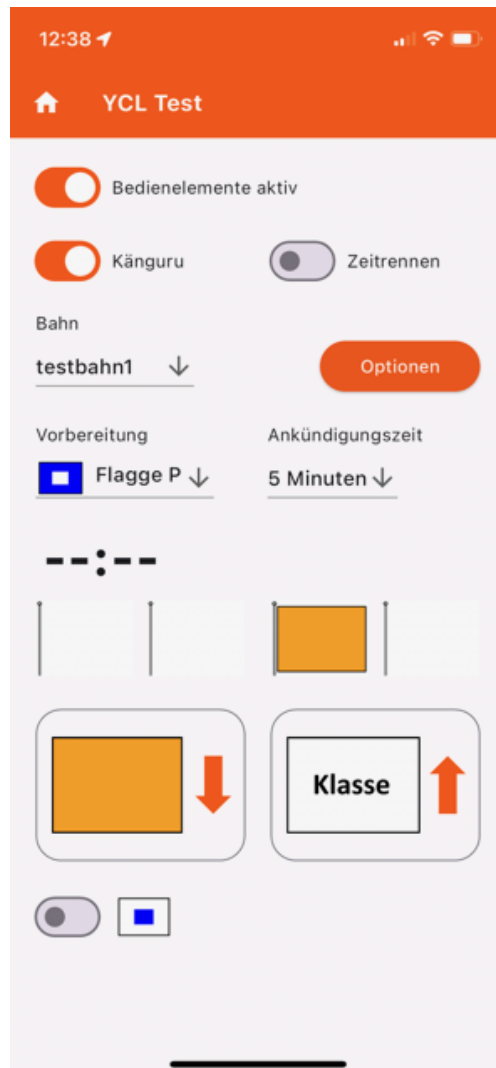 12:38
YCL Test
Bedienelemente aktiv
Känguru
Zeitrennen
Bahn
testbahn1
Optionen
Vorbereitung
Ankündigungszeit
Flagge P
5 Minuten
--:--
Klasse